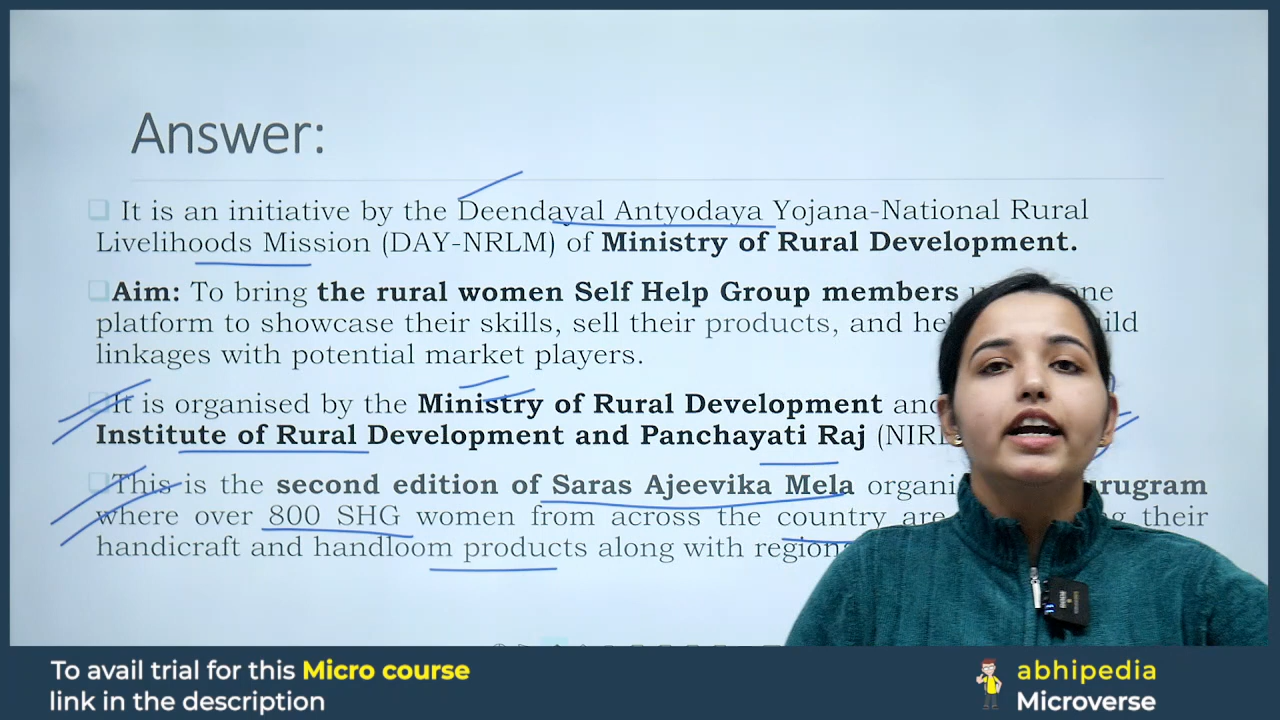 Answer:
It is an initiative by the Deendayal Antyodaya Yojana-National Rural
Livelihoods Mission (DAY-NRLM) of Ministry of Rural Development.
Aim: To bring the rural women Self Help Group members
platform to showcase their skills, sell their products, and
linkages with potential market players.
It is organised by the Ministry of Rural Development and
Institute of Rural Development and Panchayati Raj
This is the second edition of Saras Ajeevika Mela
where over 800 SHG women from across the country are their
handicraft and handloom products along with
To avail trial for this Micro course
link in the description
abhipedia
Microverse